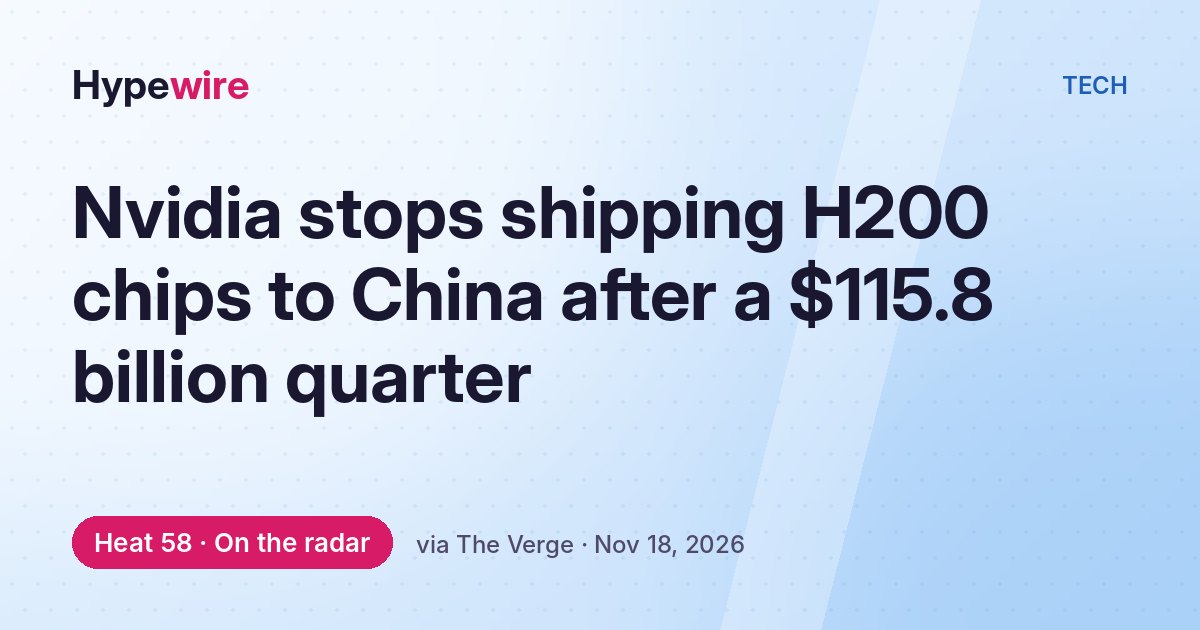 Hypewire
TECH
Nvidia stops shipping H200
chips to China after a $115.8
billion quarter
Heat 58 · On the radar
via The Verge · Nov 18, 2026